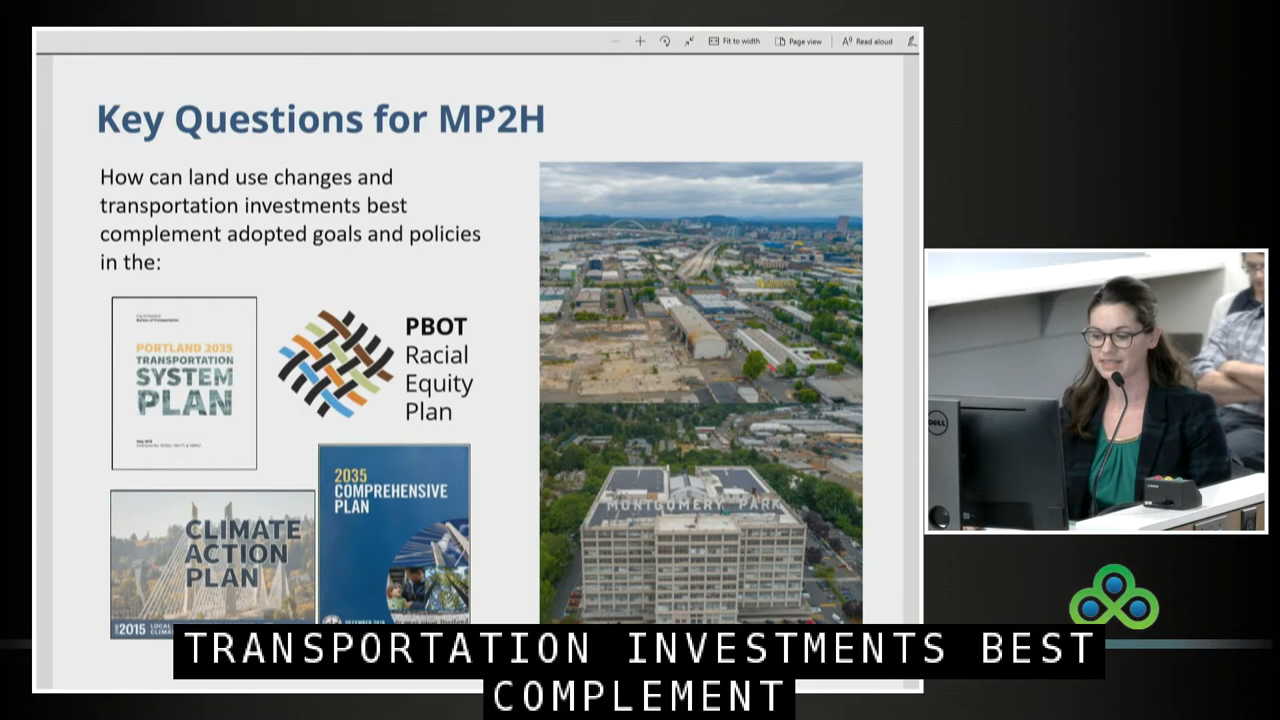 Fit to width
Page view
Read aloud
Key Questions for MP2H
How can land use changes and
transportation investments best
complement adopted goals and policies
in the:
PORTLAND 2035
TRANSPORTATION
SYSTEM
PLAN
PBOT
Racial
Equity
Plan
CLIMATE
ACTION
PLAN
2015 LOCAL
2035
COMPREHENSIVE
PLAN
MONTGOMERY PARK
DELL
TRANSPORTATION INVESTMENTS BEST
COMPLEMENT